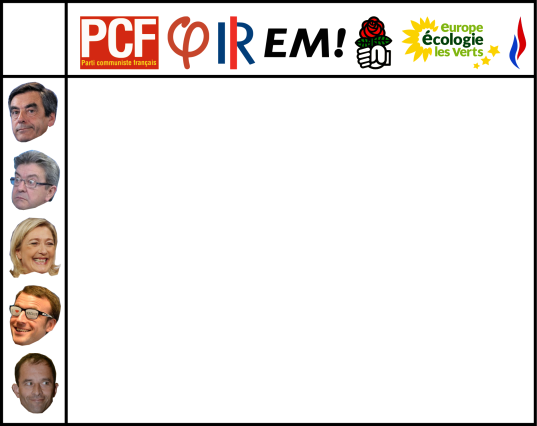 PCF
Parti communiste français
φ
lR
EM!
europe
écologie
les verts